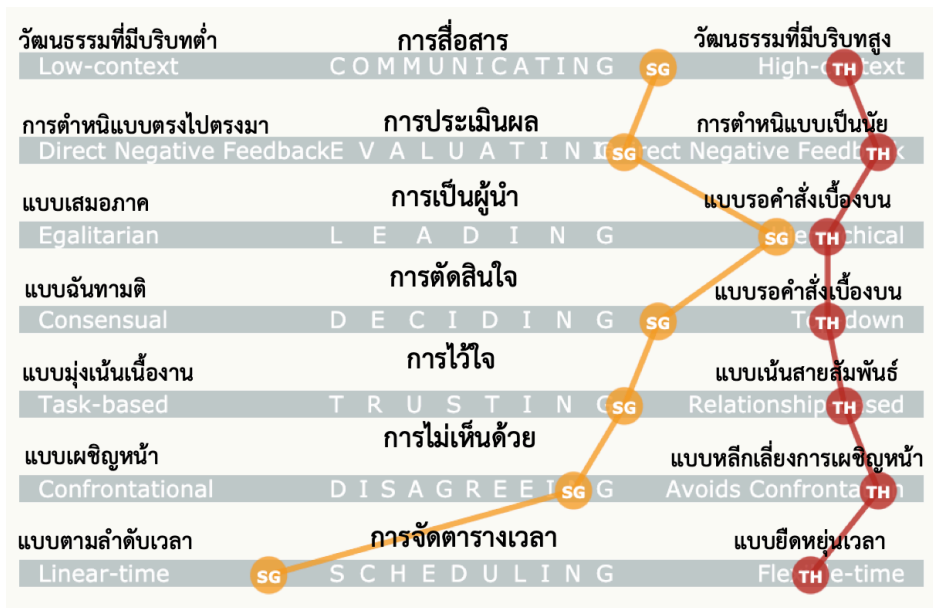 วัฒนธรรมที่มีบริบทต่ำ การสื่อสาร วัฒนธรรมที่มีบริบทสูง
Low-context COMMUNICATING SG High- TH text
การตำหนิแบบตรงไปตรงมา การประเมินผล การตำหนิแบบเป็นนัย
Direct Negative Feedback EVALUATIN SG rect Negative Feedb TH k
แบบเสมอภาค การเป็นผู้นำ แบบรอคำสั่งเบื้องบน
Egalitarian LEADING SG TH chical
แบบฉันทามติ การตัดสินใจ แบบรอคำสั่งเบื้องบน
Consensual DECIDING SG TH down
แบบมุ่งเน้นเนื้องาน การไว้ใจ แบบเน้นสายสัมพันธ์
Task-based TRUSTING SG Relationship TH sed
แบบเผชิญหน้า การไม่เห็นด้วย แบบหลีกเลี่ยงการเผชิญหน้า
Confrontational DISAGREEING SG Avoids Confronta TH n
แบบตามลำดับเวลา การจัดตารางเวลา แบบยืดหยุ่นเวลา
Linear-time SG SCHEDULING Fle TH e-time